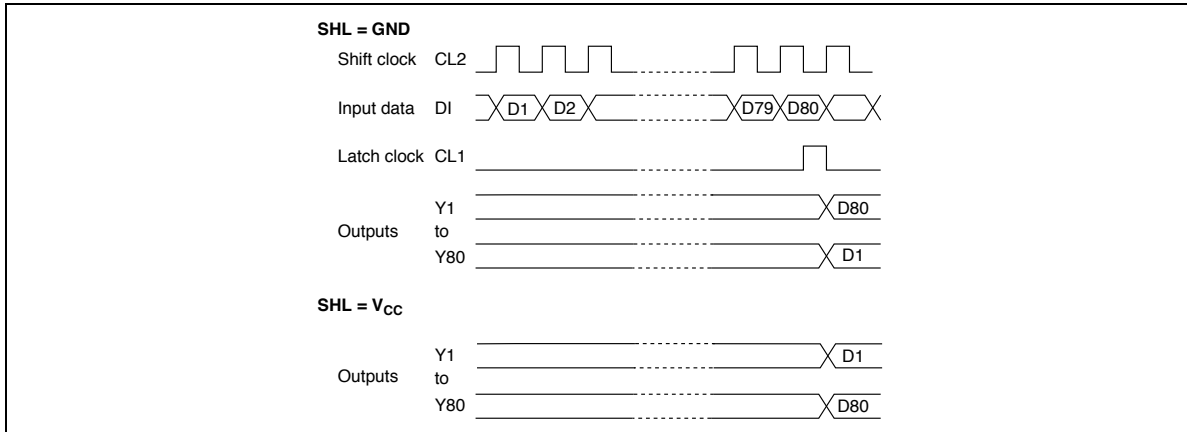 SHL = GND
Shift clock CL2
Input data DI D1 D2 D79 D80
Latch clock CL1
Y1 D80
Outputs to
Y80 D1
SHL = VCC
Y1 D1
Outputs to
Y80 D80